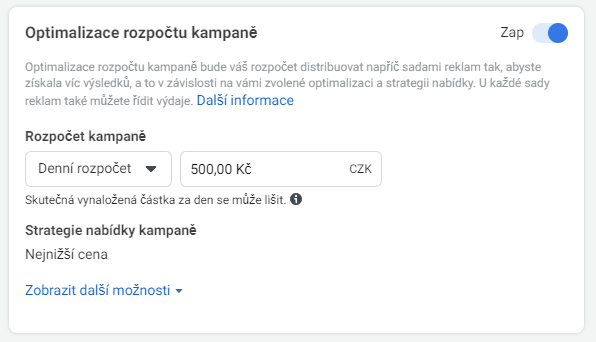 Optimalizace rozpočtu kampaně
Zap
Optimalizace rozpočtu kampaně bude váš rozpočet distribuovat napříč sadami reklam tak, abyste
získala víc výsledků, a to v závislosti na vámi zvolené optimalizaci a strategii nabídky. U každé sady
reklam také můžete řídit výdaje. Další informace
Rozpočet kampaně
Denní rozpočet
500,00 Kč
CZK
Skutečná vynaložená částka za den se může lišit.
Strategie nabídky kampaně
Nejnižší cena
Zobrazit další možnosti